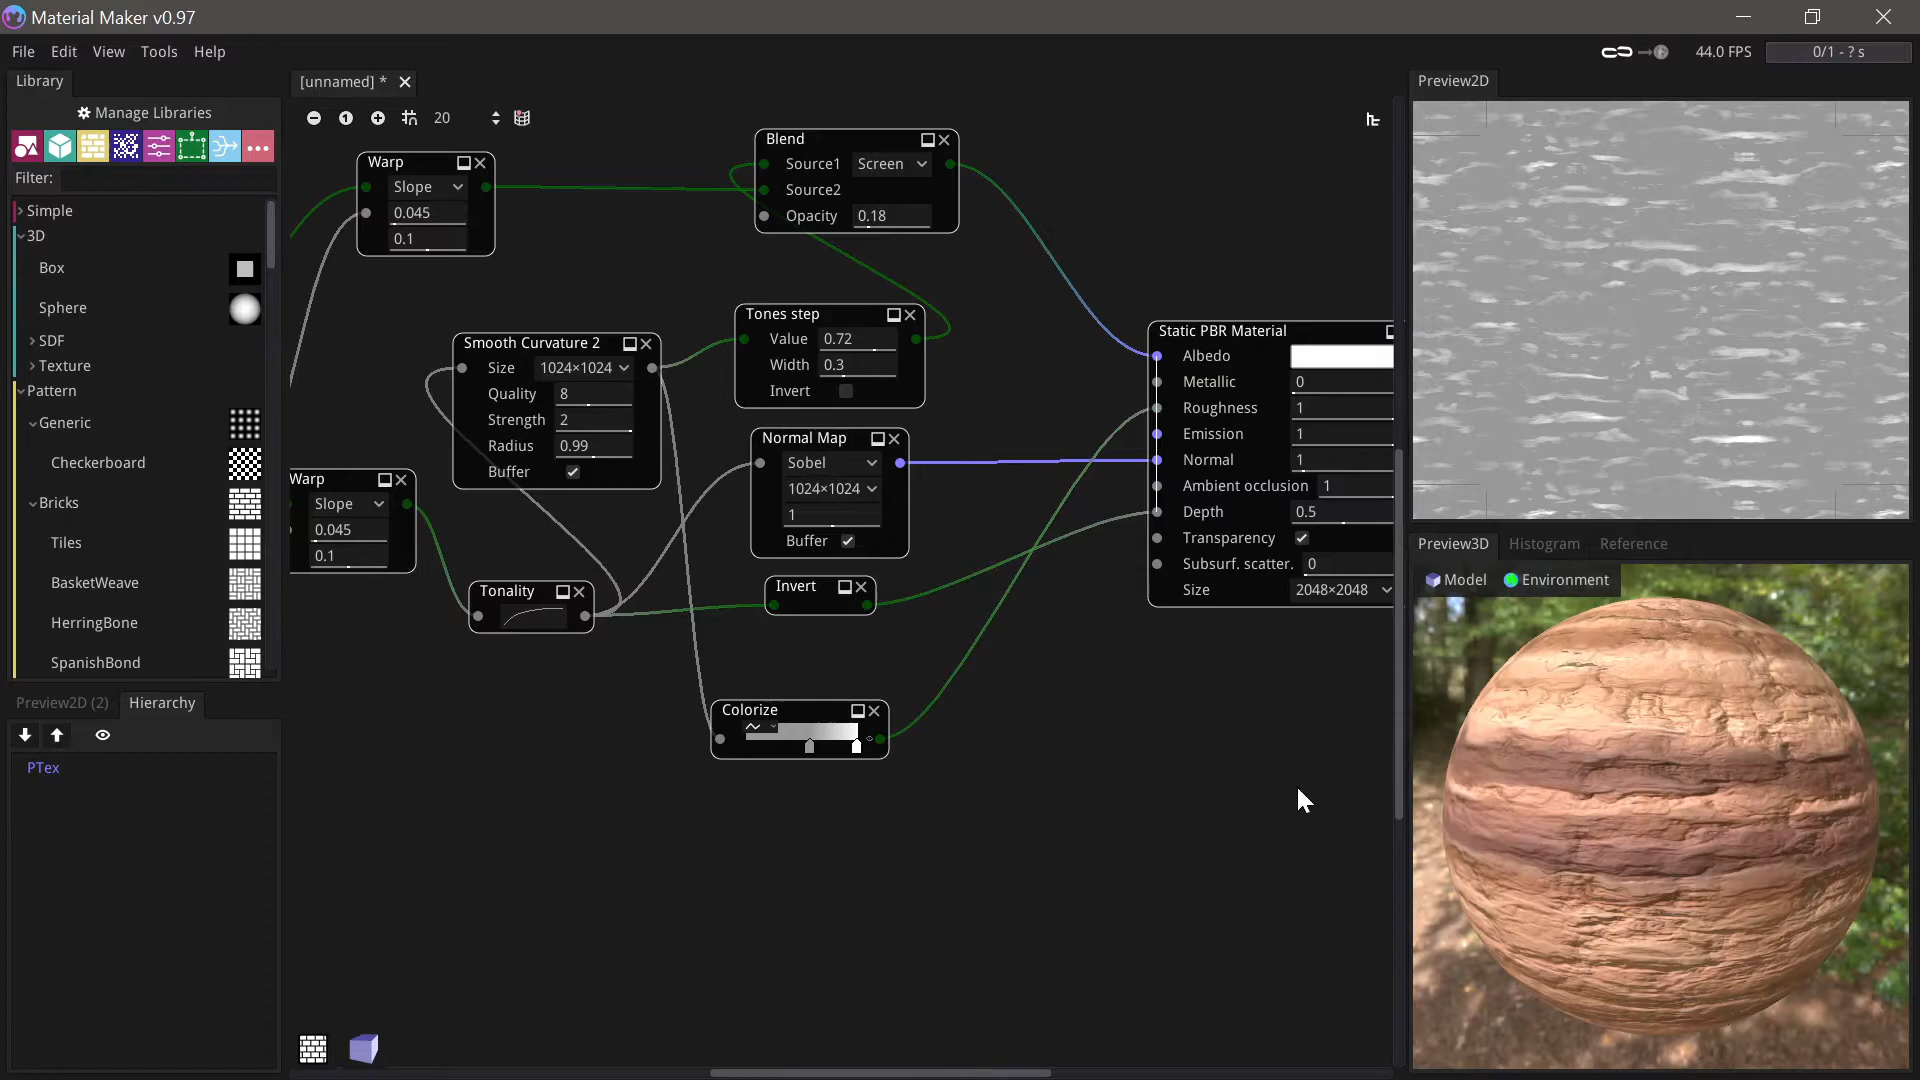 Material Maker v0.97
File Edit View Tools Help
44.0 FPS
0/1 - ? s
Library
[unnamed] *
Preview2D
Manage Libraries
1
20
Filter:
Simple
3D
Box
Sphere
SDF
Texture
Pattern
Generic
Checkerboard
Bricks
Tiles
BasketWeave
HerringBone
SpanishBond
Warp
Slope
0.045
0.1
Blend
Source1 Screen
Source2
Opacity 0.18
Smooth Curvature 2
Size 1024×1024
Quality 8
Strength 2
Radius 0.99
Buffer
Tones step
Value 0.72
Width 0.3
Invert
Normal Map
Sobel
1024×1024
1
Buffer
Warp
Slope
0.045
0.1
Tonality
Invert
Colorize
Static PBR Material
Albedo
Metallic 0
Roughness 1
Emission 1
Normal 1
Ambient occlusion 1
Depth 0.5
Transparency
Subsurf. scatter. 0
Size 2048×2048
Preview3D Histogram Reference
Model Environment
Preview2D (2) Hierarchy
PTex